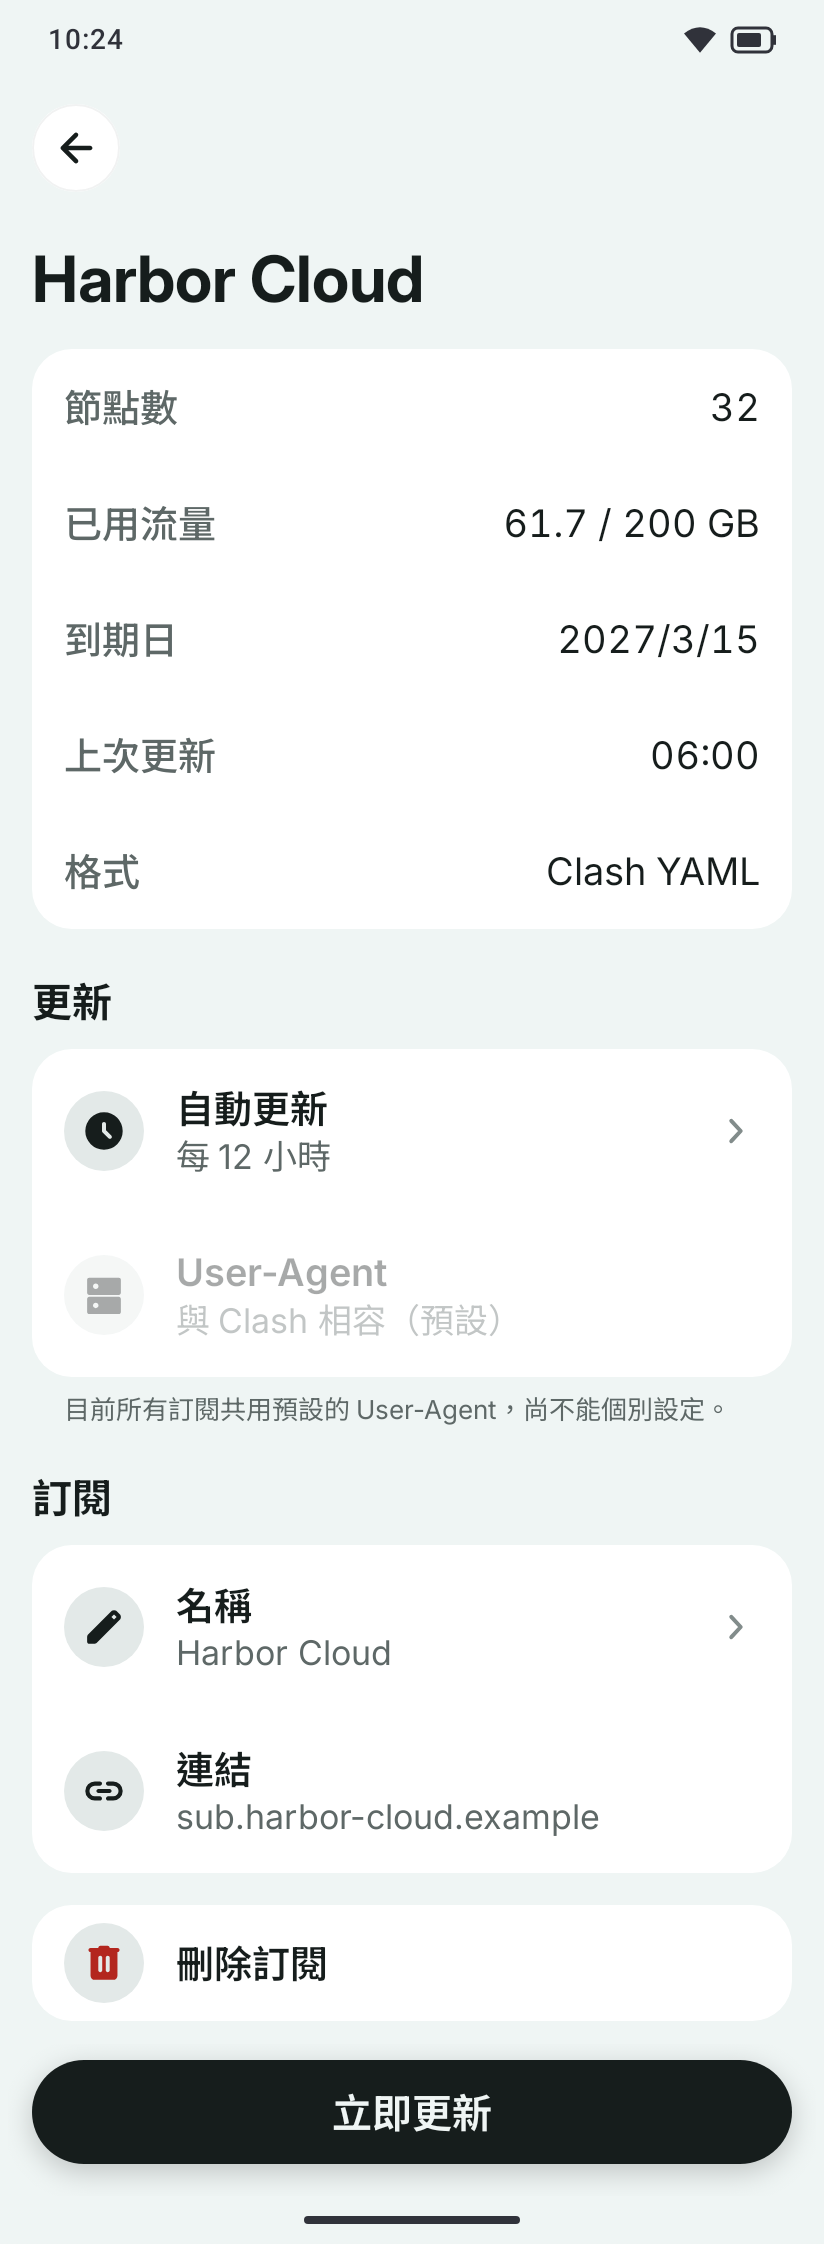 10:24
Harbor Cloud
節點數 32
已用流量 61.7 / 200 GB
到期日 2027/3/15
上次更新 06:00
格式 Clash YAML
更新
自動更新
每 12 小時
User-Agent
與 Clash 相容（預設）
目前所有訂閱共用預設的 User-Agent，尚不能個別設定。
訂閱
名稱
Harbor Cloud
連結
sub.harbor-cloud.example
刪除訂閱
立即更新